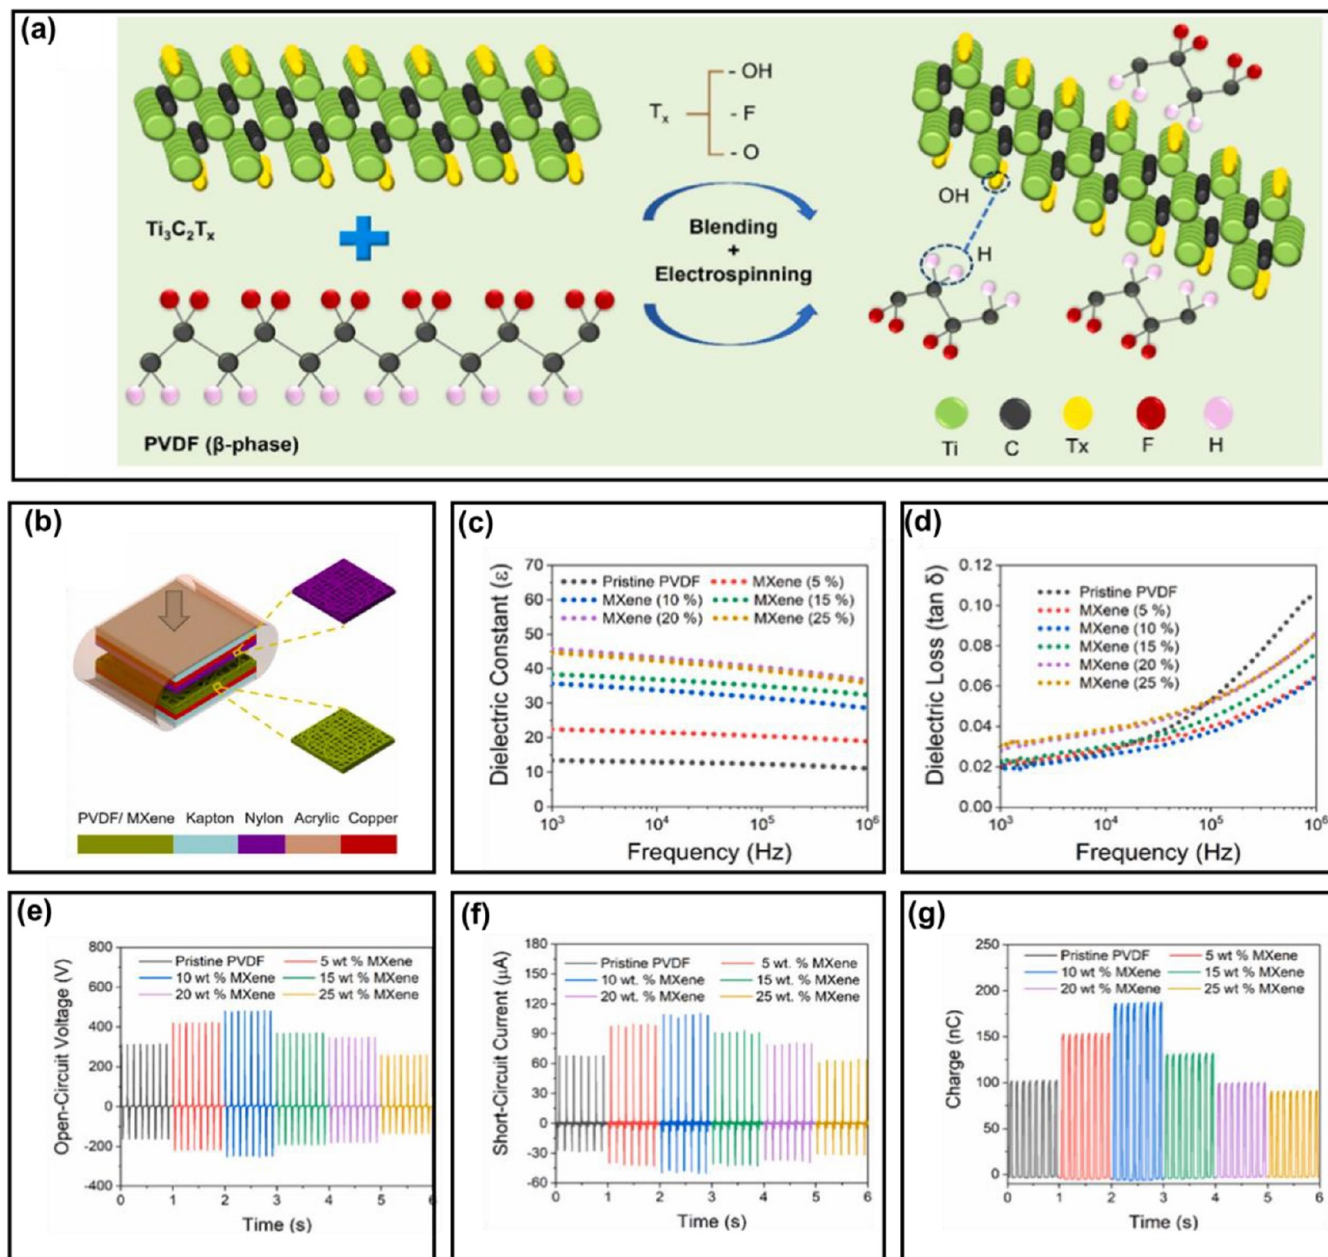 (a)
- OH
Tₓ
- F
- O
Ti₃C₂Tₓ
Blending
+
Electrospinning
OH
H
PVDF (β-phase)
Ti
C
Tx
F
H
(b)
PVDF/ MXene Kapton Nylon Acrylic Copper
(c)
Dielectric Constant (ε)
70
60
50
40
30
20
10
0
Pristine PVDF MXene (5 %)
MXene (10 %) MXene (15 %)
MXene (20 %) MXene (25 %)
10³ 10⁴ 10⁵ 10⁶
Frequency (Hz)
(d)
Dielectric Loss (tan δ)
0.12
0.10
0.08
0.06
0.04
0.02
0.00
Pristine PVDF
MXene (5 %)
MXene (10 %)
MXene (15 %)
MXene (20 %)
MXene (25 %)
10³ 10⁴ 10⁵ 10⁶
Frequency (Hz)
(e)
Open-Circuit Voltage (V)
800
600
400
200
0
-200
-400
Pristine PVDF 5 wt % MXene
10 wt % MXene 15 wt % MXene
20 wt % MXene 25 wt % MXene
0 1 2 3 4 5 6
Time (s)
(f)
Short-Circuit Current (μA)
180
150
120
90
60
30
0
-30
-60
Pristine PVDF 5 wt. % MXene
10 wt. % MXene 15 wt. % MXene
20 wt. % MXene 25 wt. % MXene
0 1 2 3 4 5 6
Time (s)
(g)
Charge (nC)
250
200
150
100
50
0
Pristine PVDF 5 wt % MXene
10 wt % MXene 15 wt % MXene
20 wt % MXene 25 wt % MXene
0 1 2 3 4 5 6
Time (s)